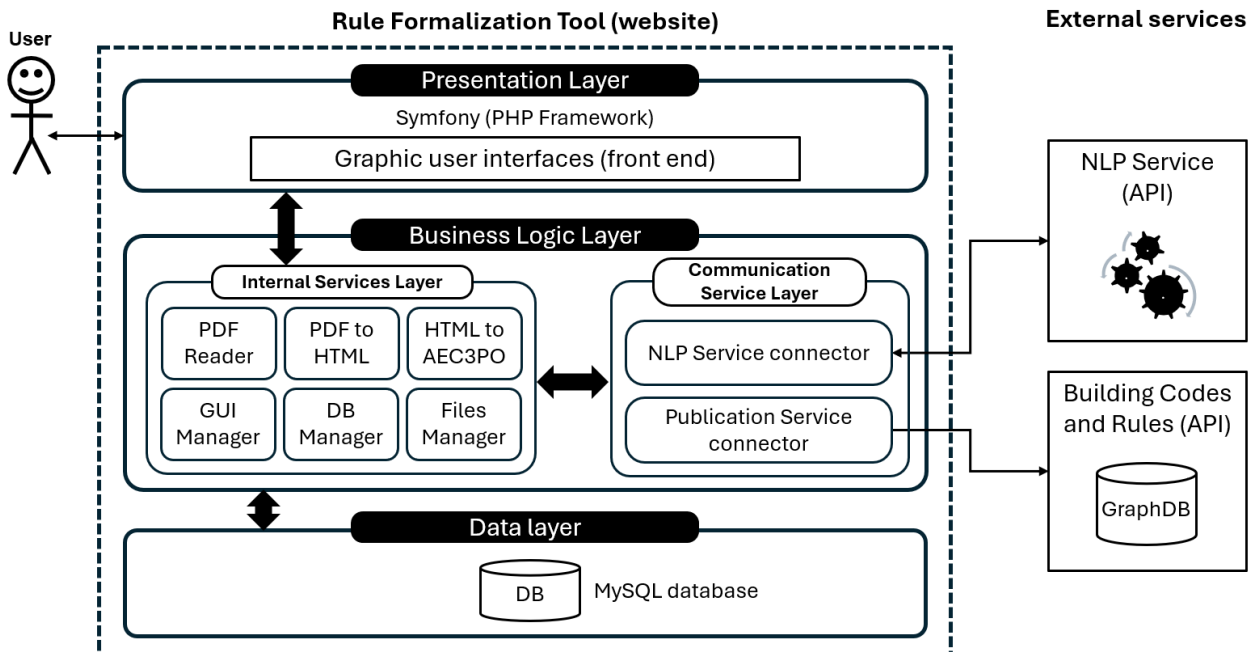 Rule Formalization Tool (website)
External services
User
Presentation Layer
Symfony (PHP Framework)
Graphic user interfaces (front end)
Business Logic Layer
Internal Services Layer
PDF
Reader
PDF to
HTML
HTML to
AEC3PO
GUI
Manager
DB
Manager
Files
Manager
Communication
Service Layer
NLP Service connector
Publication Service
connector
Data layer
DB
MySQL database
NLP Service
(API)
Building Codes
and Rules (API)
GraphDB